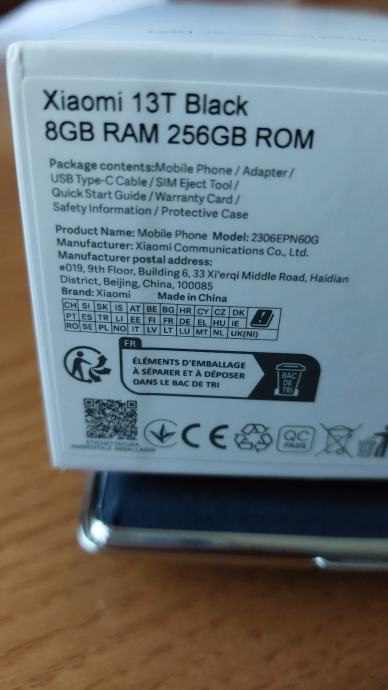 Xiaomi 13T Black
8GB RAM 256GB ROM
Package contents:Mobile Phone / Adapter /
USB Type-C Cable / SIM Eject Tool /
Quick Start Guide / Warranty Card /
Safety Information / Protective Case
Product Name: Mobile Phone Model: 2306EPN60G
Manufacturer: Xiaomi Communications Co., Ltd.
Manufacturer postal address:
#019, 9th Floor, Building 6, 33 Xi'erqi Middle Road, Haidian
District, Beijing, China, 100085
Brand: Xiaomi Made in China
CH SI SK IS AT BE BG HR CY CZ DK
PT ES TR LI EE FI FR DE EL HU IE
RO SE PL NO IT LV LT LU MT NL UK(NI)
FR
ÉLÉMENTS D'EMBALLAGE
À SÉPARER ET À DÉPOSER
DANS LE BAC DE TRI
BAC
DE
TRI
CE
QC
PASS
ETICHETTATURA
AMBIENTALE IMBALLAGGI